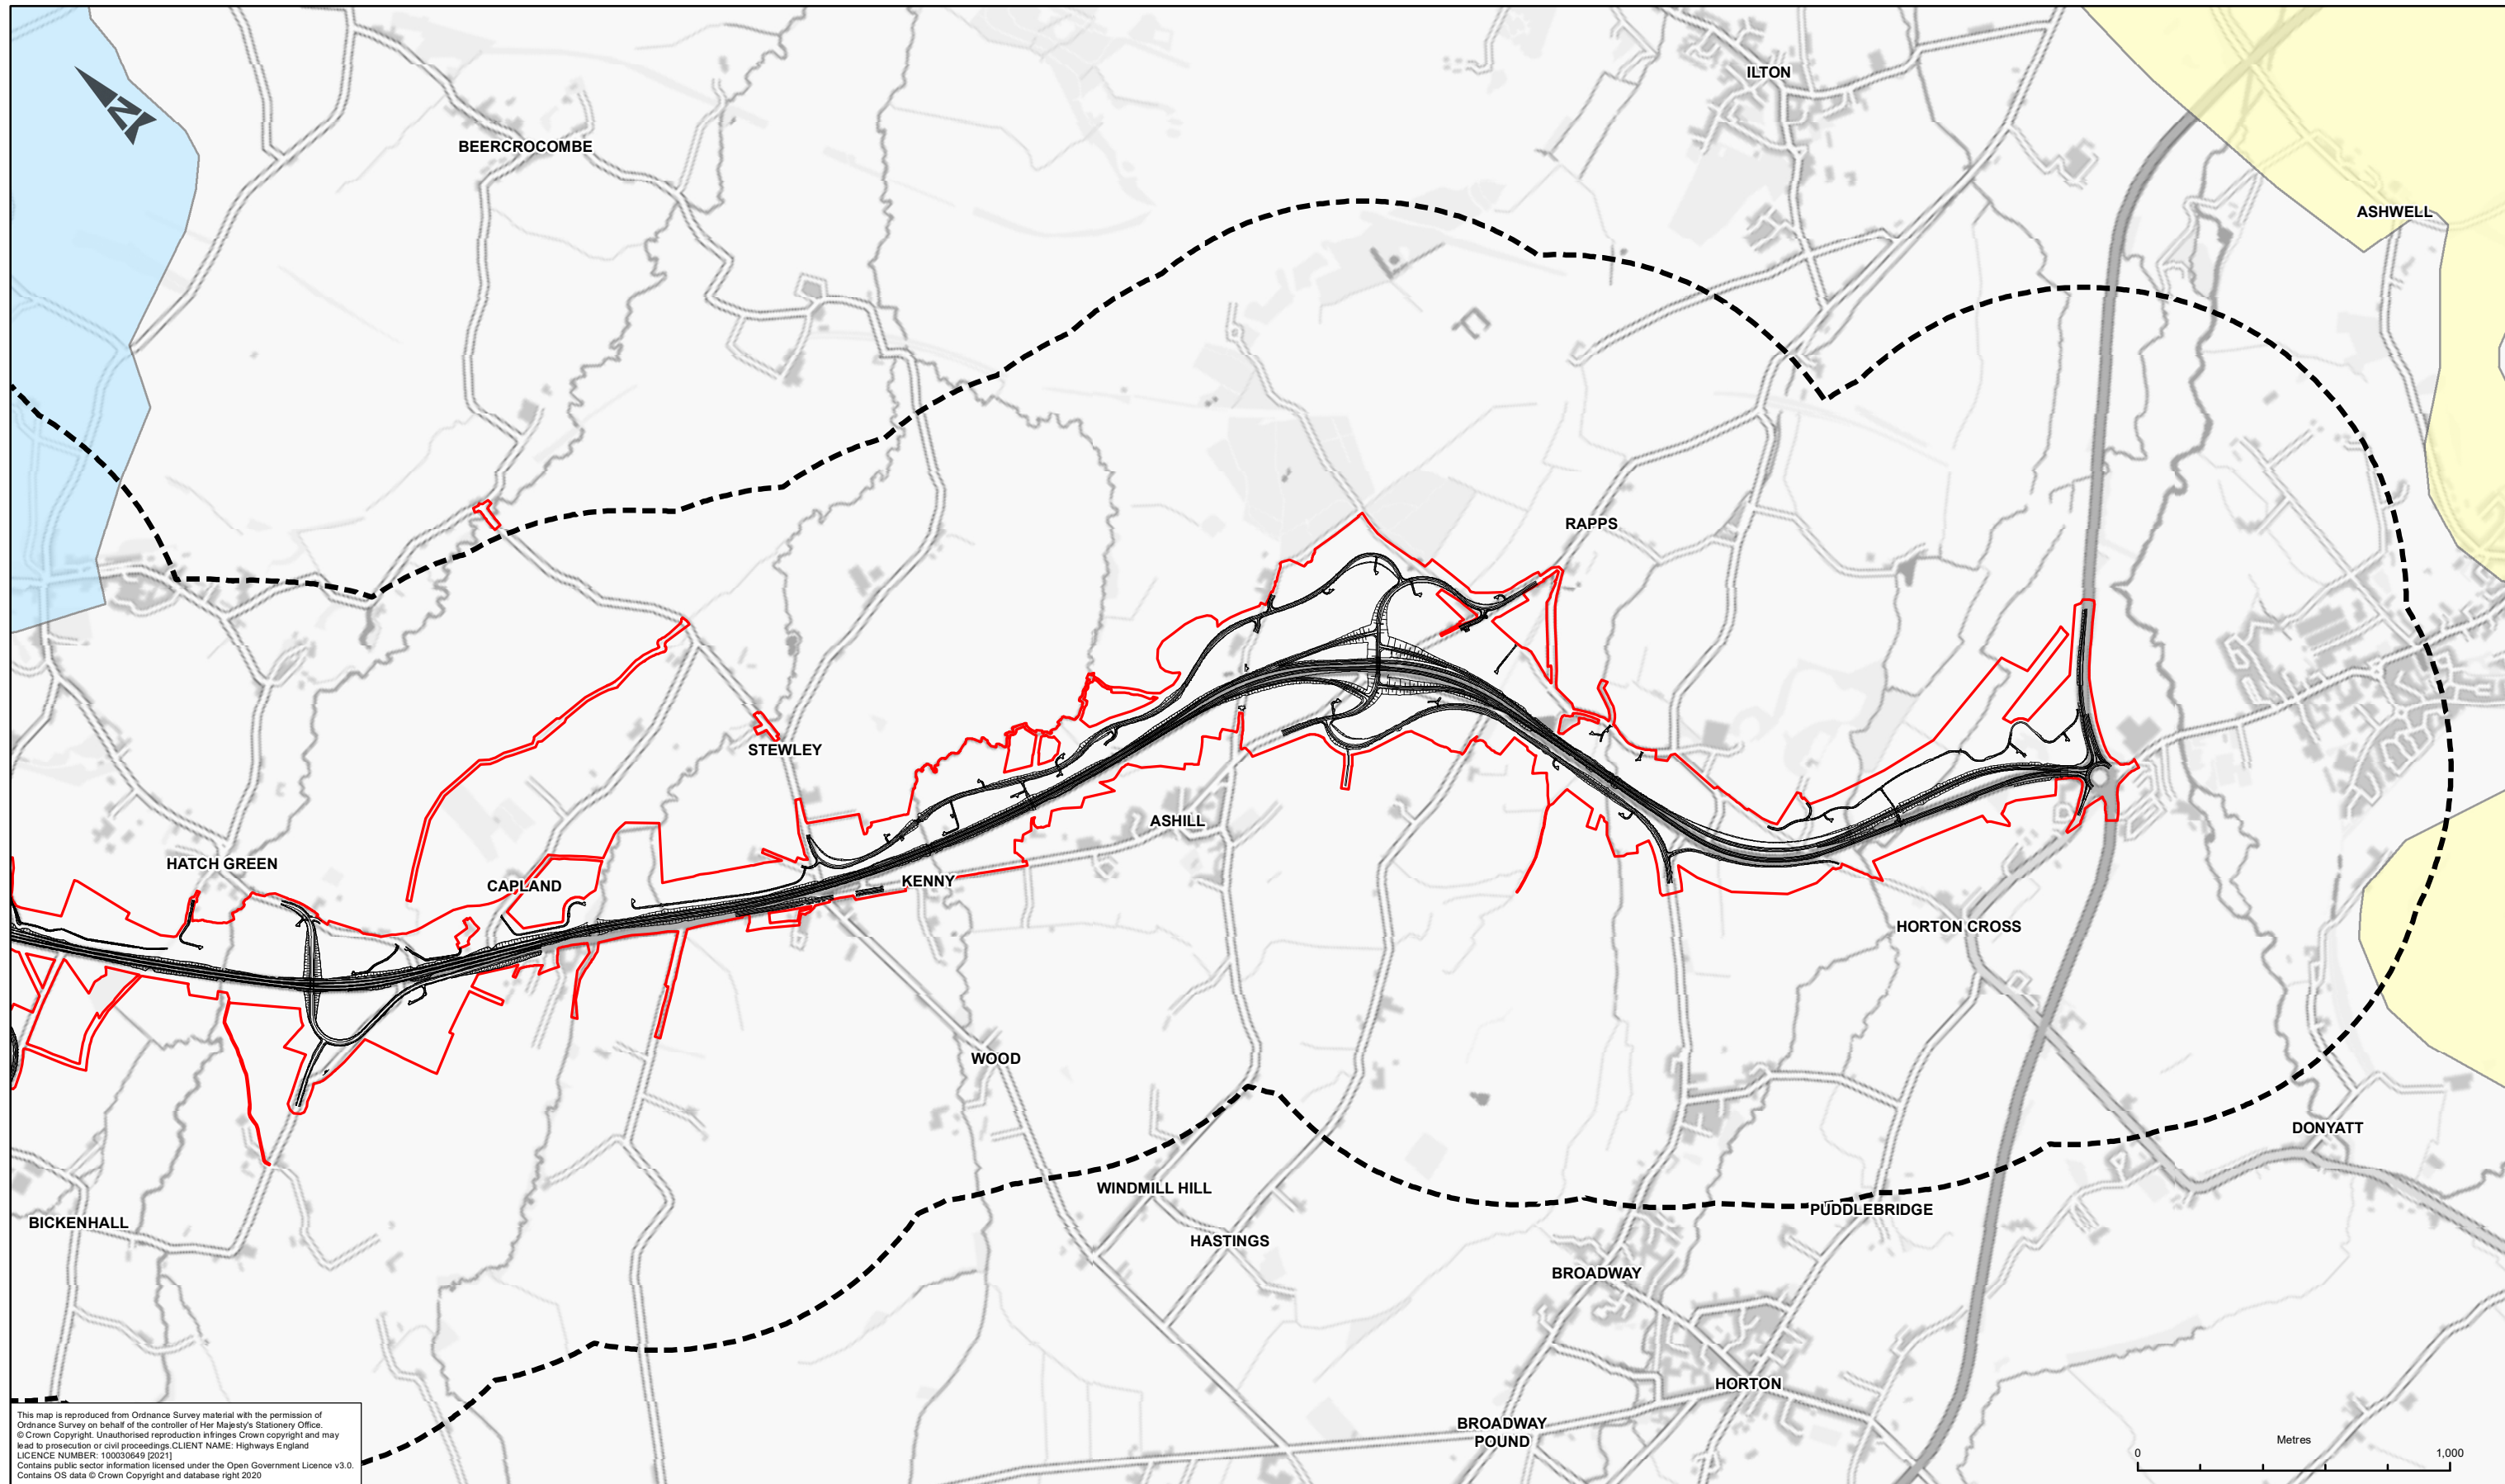 ILTON
N
BEERCROCOMBE
ASHWELL
RAPPS
STEWLEY
ASHILL
HATCH GREEN
KENNY
CAPLAND
HORTON CROSS
WOOD
DONYATT
WINDMILL HILL
PUDDLEBRIDGE
BICKENHALL
HASTINGS
BROADWAY
HORTON
BROADWAY
POUND
This map is reproduced from Ordnance Survey material with the permission of
Ordnance Survey on behalf of the controller of Her Majesty's Stationery Office.
© Crown Copyright. Unauthorised reproduction infringes Crown copyright and may
lead to prosecution or civil proceedings.CLIENT NAME: Highways England
LICENCE NUMBER: 100030649 [2021]
Contains public sector information licensed under the Open Government Licence v3.0.
Contains OS data © Crown Copyright and database right 2020
Metres
0 1,000